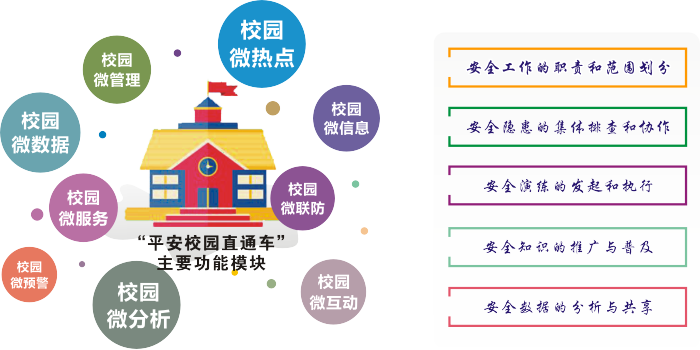 校园
微热点
校园
微管理
校园
微信息
校园
微数据
校园
微服务
校园
微联防
“平安校园直通车”
主要功能模块
校园
微预警
校园
微分析
校园
微互动
安全工作的职责和范围划分
安全隐患的集体排查和协作
安全演练的发起和执行
安全知识的推广与普及
安全数据的分析与共享